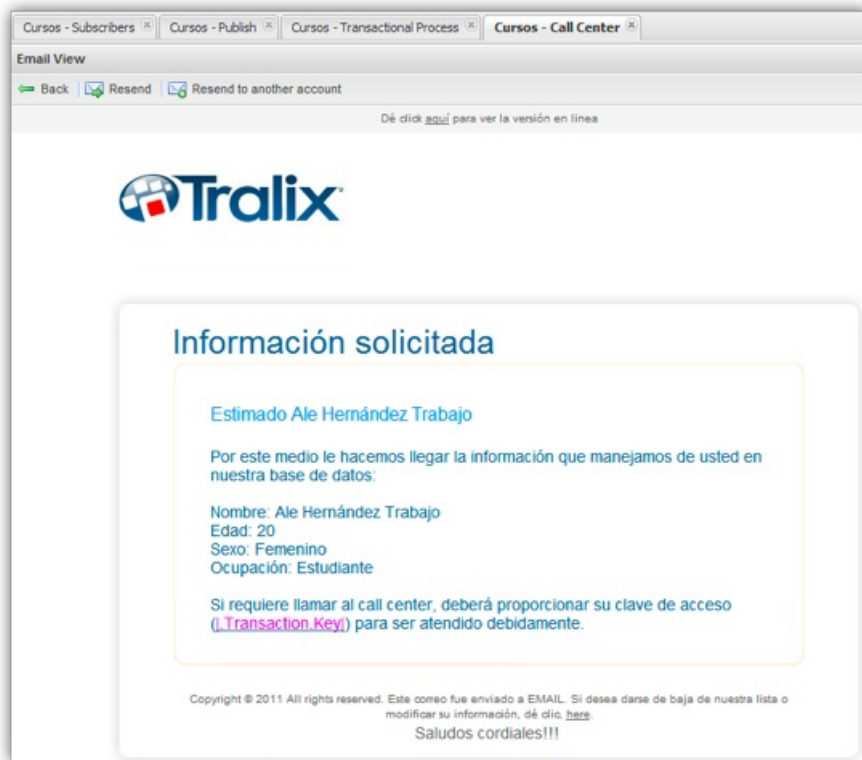 Cursos - Subscribers Cursos - Publish Cursos - Transactional Process Cursos - Call Center
Email View
Back Resend Resend to another account
Dé click aquí para ver la versión en linea
Tralix
Información solicitada
Estimado Ale Hernández Trabajo
Por este medio le hacemos llegar la información que manejamos de usted en
nuestra base de datos:
Nombre: Ale Hernández Trabajo
Edad: 20
Sexo: Femenino
Ocupación: Estudiante
Si requiere llamar al call center, deberá proporcionar su clave de acceso
(|.Transaction.Key|) para ser atendido debidamente.
Copyright © 2011 All rights reserved. Este correo fue enviado a EMAIL. Si desea darse de baja de nuestra lista o
modificar su información, dé clic, here.
Saludos cordiales!!!